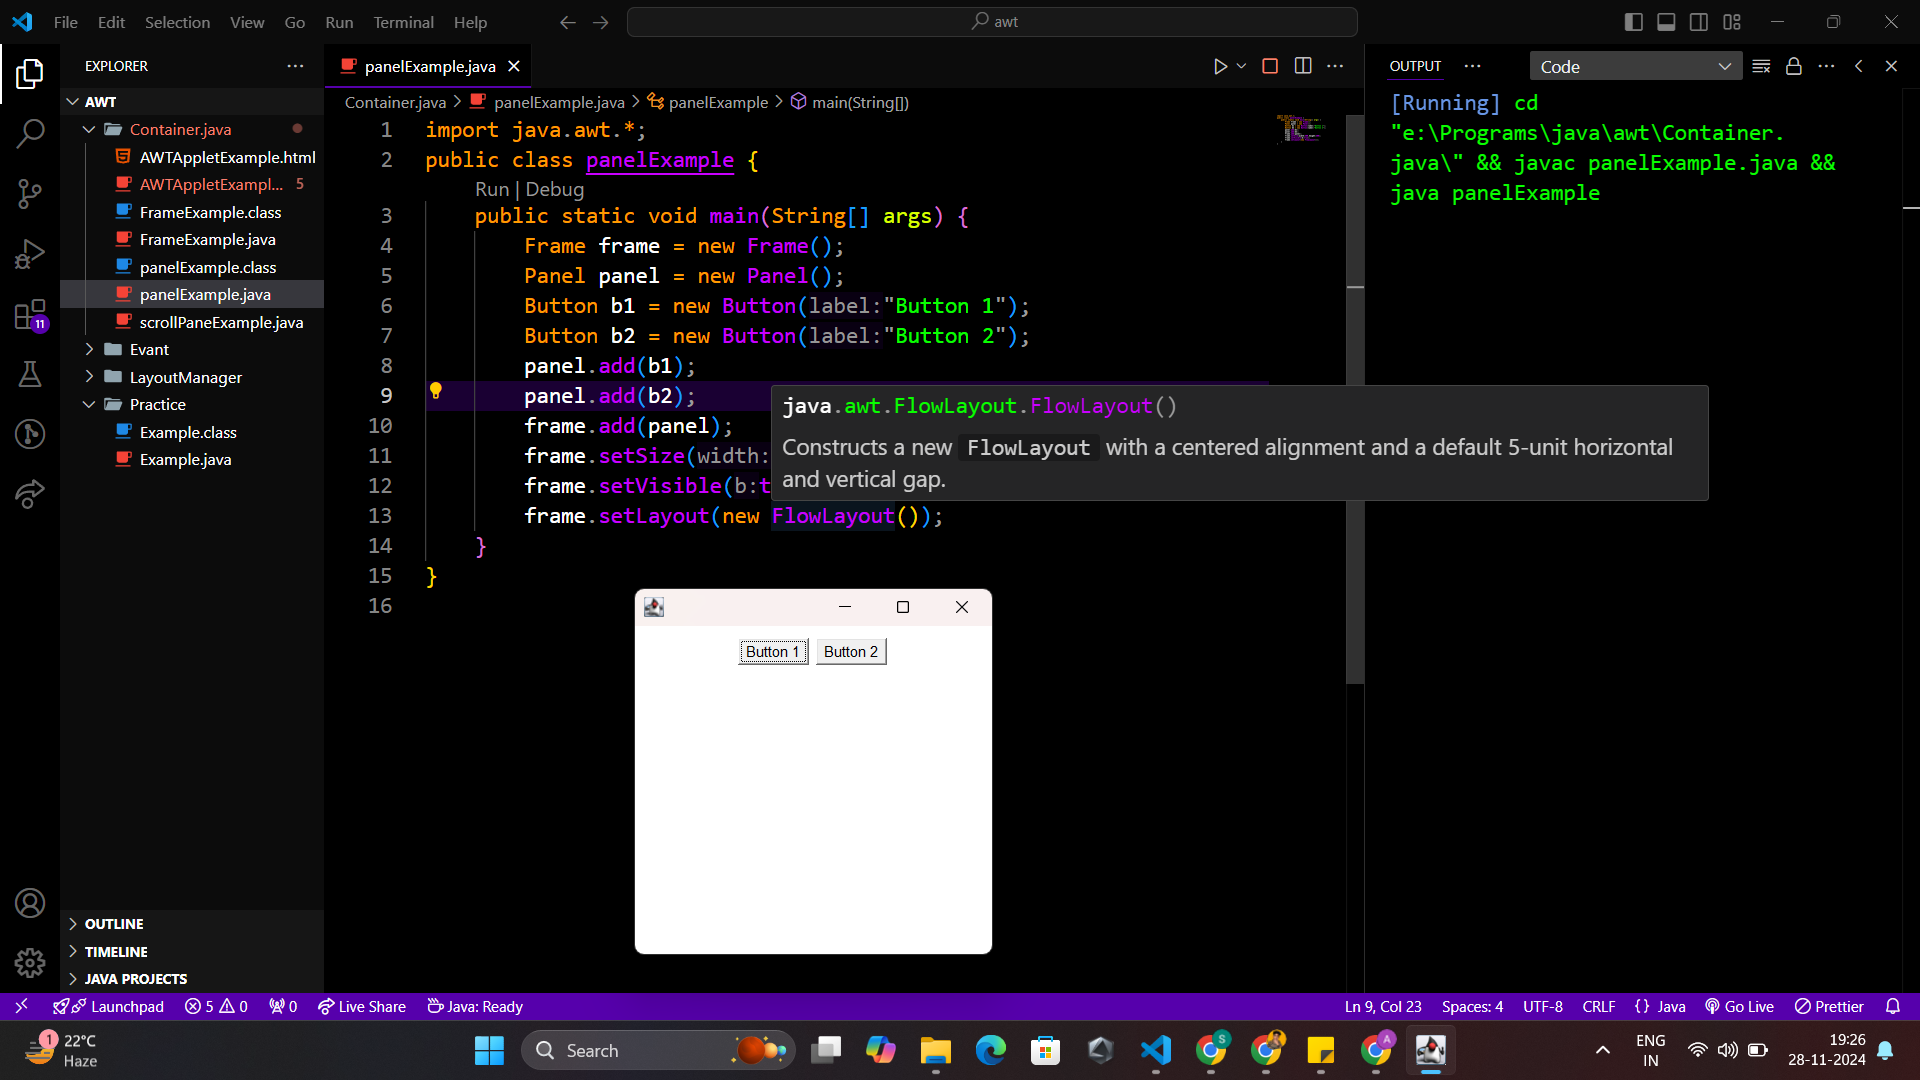 File Edit Selection View Go Run Terminal Help
awt
EXPLORER
AWT
Container.java
AWTAppletExample.html
AWTAppletExampl... 5
FrameExample.class
FrameExample.java
panelExample.class
panelExample.java
scrollPaneExample.java
Evant
LayoutManager
Practice
Example.class
Example.java
OUTLINE
TIMELINE
JAVA PROJECTS
11
panelExample.java
Container.java > panelExample.java > panelExample > main(String[])
1 import java.awt.*;
2 public class panelExample {
Run | Debug
3 public static void main(String[] args) {
4 Frame frame = new Frame();
5 Panel panel = new Panel();
6 Button b1 = new Button(label:"Button 1");
7 Button b2 = new Button(label:"Button 2");
8 panel.add(b1);
9 panel.add(b2);
10 frame.add(panel);
11 frame.setSize(width:
12 frame.setVisible(b:t
13 frame.setLayout(new FlowLayout());
14 }
15 }
16
java.awt.FlowLayout.FlowLayout()
Constructs a new FlowLayout with a centered alignment and a default 5-unit horizontal
and vertical gap.
Button 1 Button 2
OUTPUT
Code
[Running] cd
"e:\Programs\java\awt\Container.
java\" && javac panelExample.java &&
java panelExample
Launchpad 5 0 0 Live Share Java: Ready
Ln 9, Col 23 Spaces: 4 UTF-8 CRLF {} Java Go Live Prettier
1
22°C
Haze
Search
S
A
ENG
IN
19:26
28-11-2024